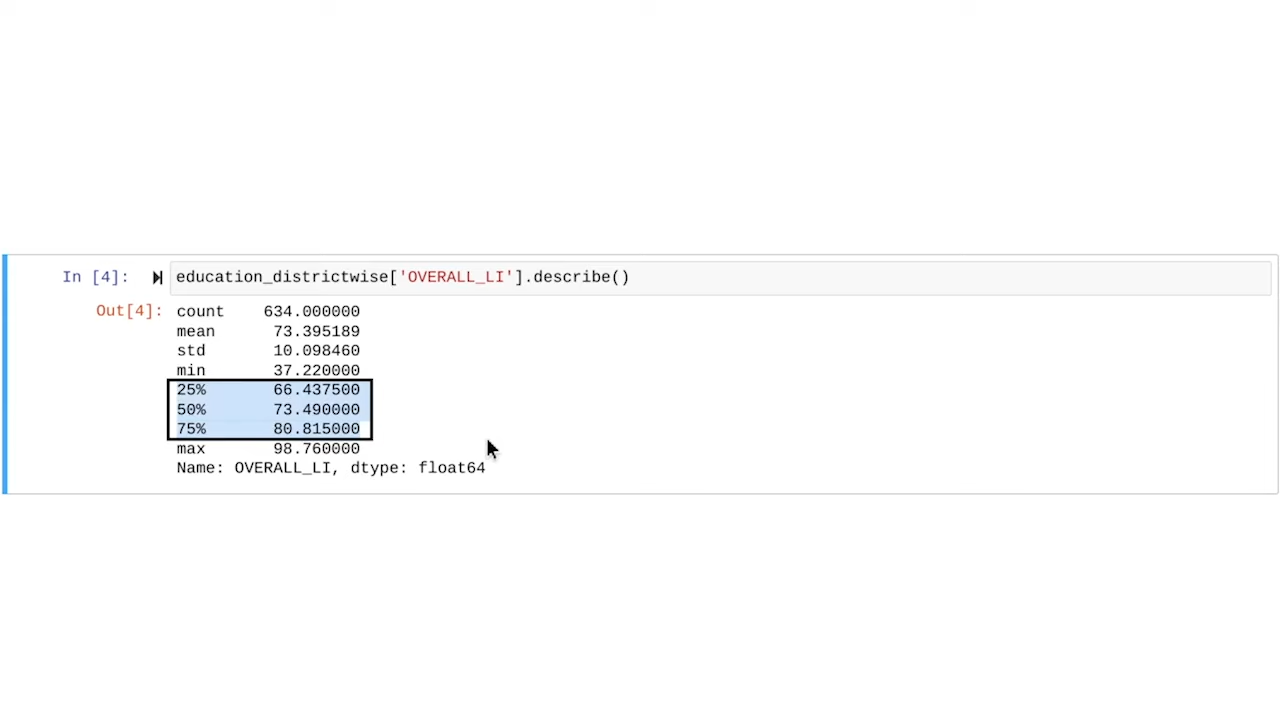 In [4]: education_districtwise['OVERALL_LI'].describe()
Out[4]: count 634.000000
mean 73.395189
std 10.098460
min 37.220000
25% 66.437500
50% 73.490000
75% 80.815000
max 98.760000
Name: OVERALL_LI, dtype: float64